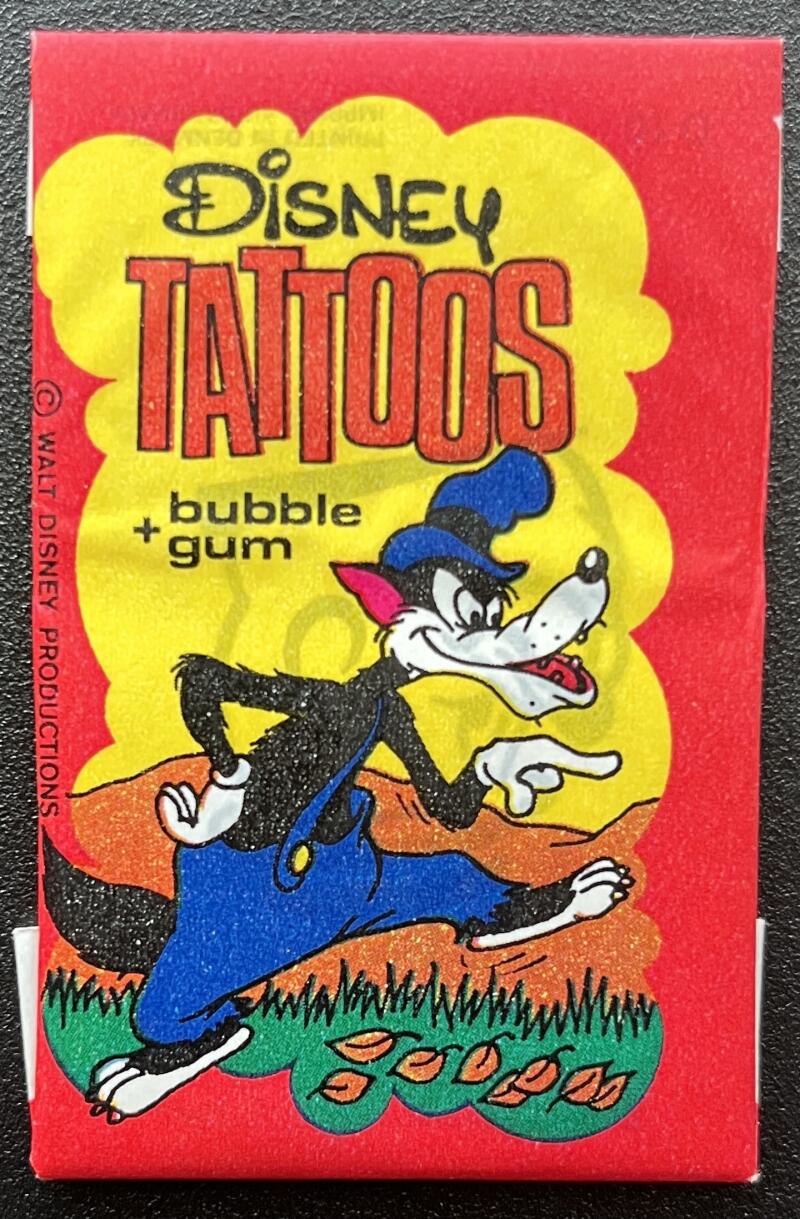 Disney
TATTOOS
+ bubble
gum
© WALT DISNEY PRODUCTIONS